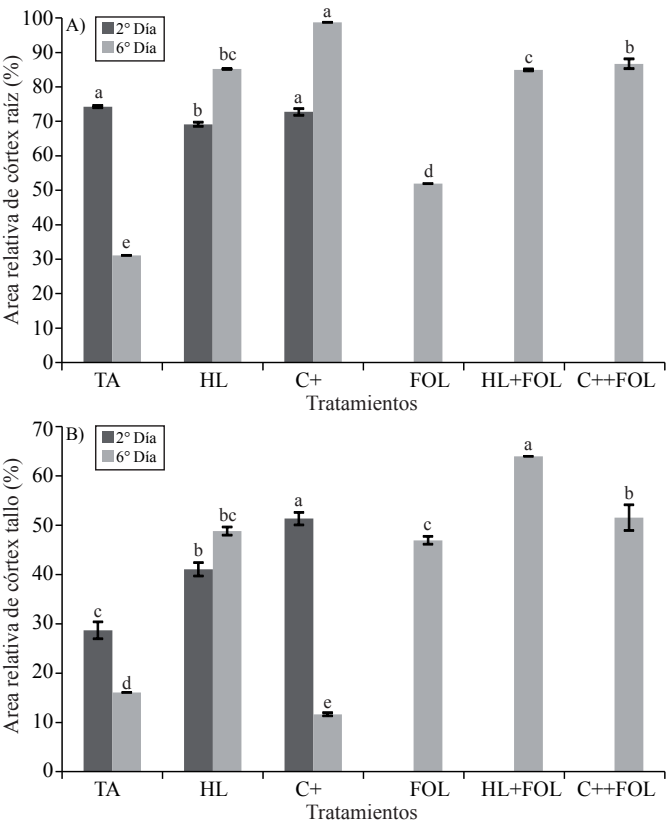 A)
2° Día
6° Día
Area relativa de córtex raíz (%)
100
90
80
70
60
50
40
30
20
10
0
a
e
b
bc
a
a
d
c
b
TA HL C+ FOL HL+FOL C++FOL
Tratamientos
B)
2° Día
6° Día
Area relativa de córtex tallo (%)
70
60
50
40
30
20
10
0
c
d
b
bc
a
e
c
a
b
TA HL C+ FOL HL+FOL C++FOL
Tratamientos